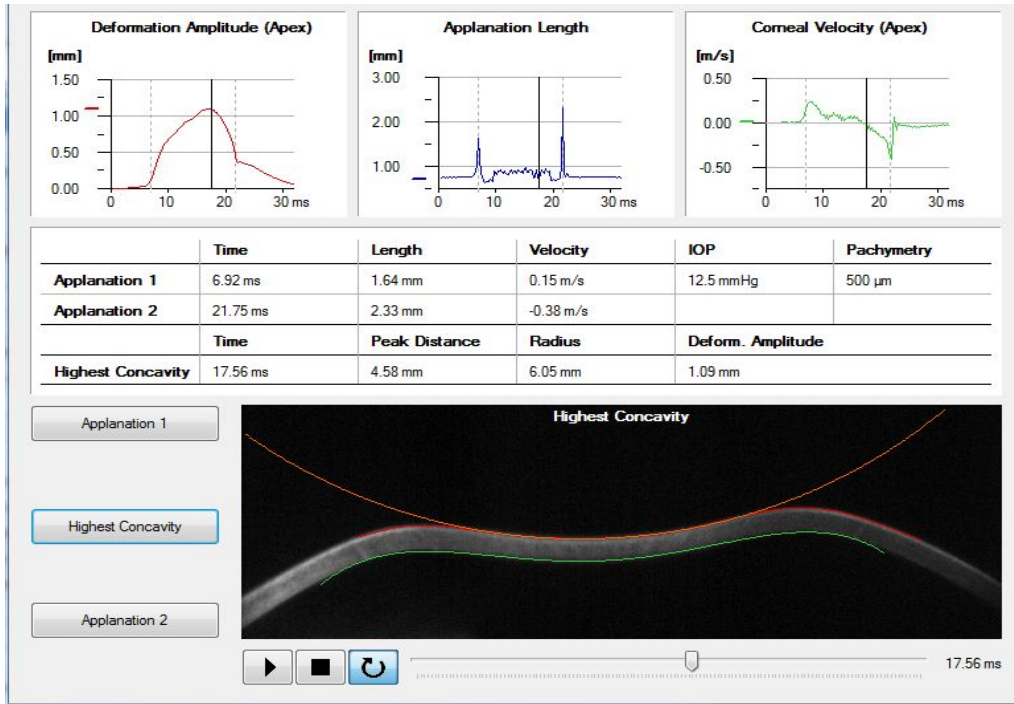 Deformation Amplitude (Apex)
[mm]
1.50
1.00
0.50
0.00
0 10 20 30 ms
Applanation Length
[mm]
3.00
2.00
1.00
0 10 20 30 ms
Corneal Velocity (Apex)
[m/s]
0.50
0.00
-0.50
0 10 20 30 ms
Time Length Velocity IOP Pachymetry
Applanation 1 6.92 ms 1.64 mm 0.15 m/s 12.5 mmHg 500 µm
Applanation 2 21.75 ms 2.33 mm -0.38 m/s
Time Peak Distance Radius Deform. Amplitude
Highest Concavity 17.56 ms 4.58 mm 6.05 mm 1.09 mm
Applanation 1
Highest Concavity
Applanation 2
Highest Concavity
17.56 ms